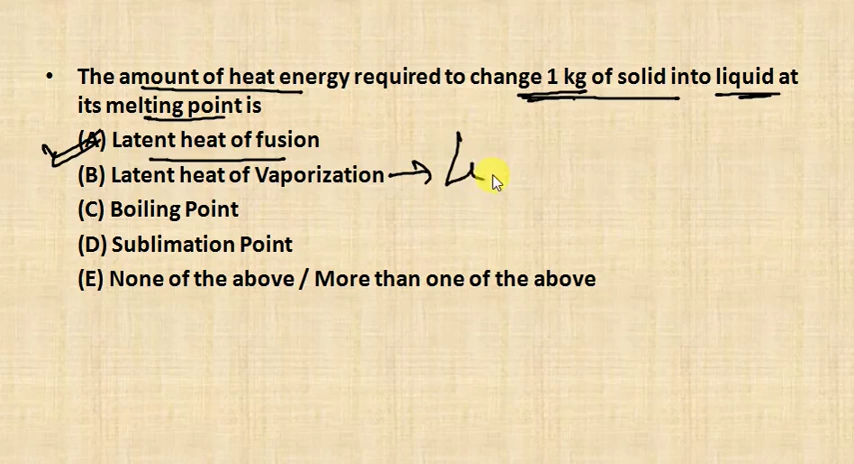 • The amount of heat energy required to change 1 kg of solid into liquid at
its melting point is
(A) Latent heat of fusion
(B) Latent heat of Vaporization →
(C) Boiling Point
(D) Sublimation Point
(E) None of the above / More than one of the above